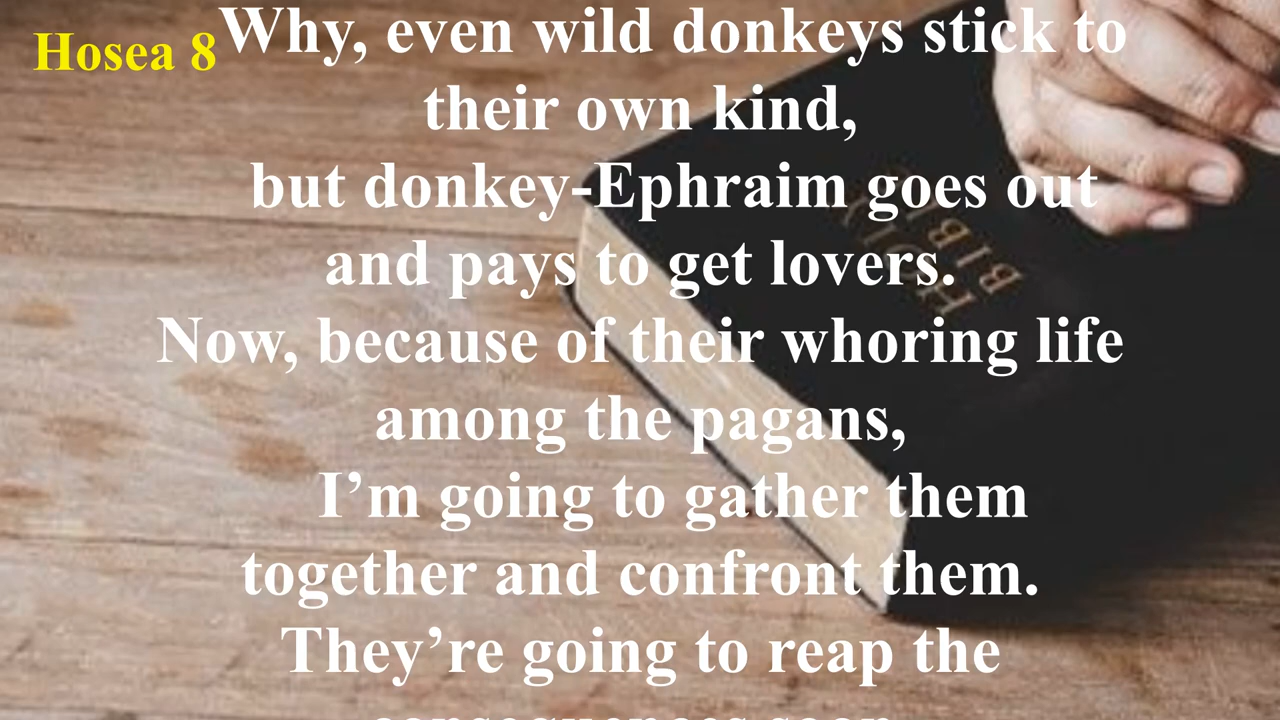 Hosea 8
Why, even wild donkeys stick to
their own kind,
but donkey-Ephraim goes out
and pays to get lovers.
Now, because of their whoring life
among the pagans,
I’m going to gather them
together and confront them.
They’re going to reap the
HOLY
BIBLE